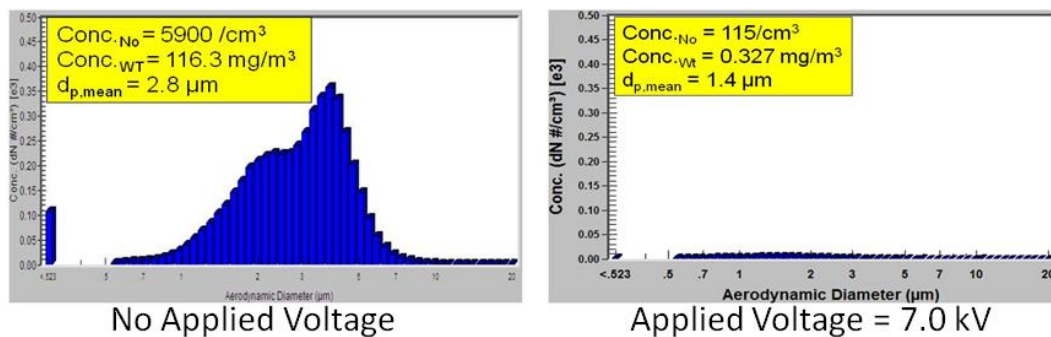 Conc. (dN #/cm³) [e3]
0.50
0.45
0.40
0.35
0.30
0.25
0.20
0.15
0.10
0.05
0.00
Conc.No = 5900 /cm³
Conc.WT = 116.3 mg/m³
dp,mean = 2.8 µm
<.523 .5 .7 1 2 3 5 7 10 20
Aerodynamic Diameter (µm)
No Applied Voltage
Conc. (dN #/cm³) [e3]
0.50
0.45
0.40
0.35
0.30
0.25
0.20
0.15
0.10
0.05
0.00
Conc.No = 115/cm³
Conc.Wt = 0.327 mg/m³
dp,mean = 1.4 µm
<.523 .5 .7 1 2 3 5 7 10 20
Aerodynamic Diameter (µm)
Applied Voltage = 7.0 kV